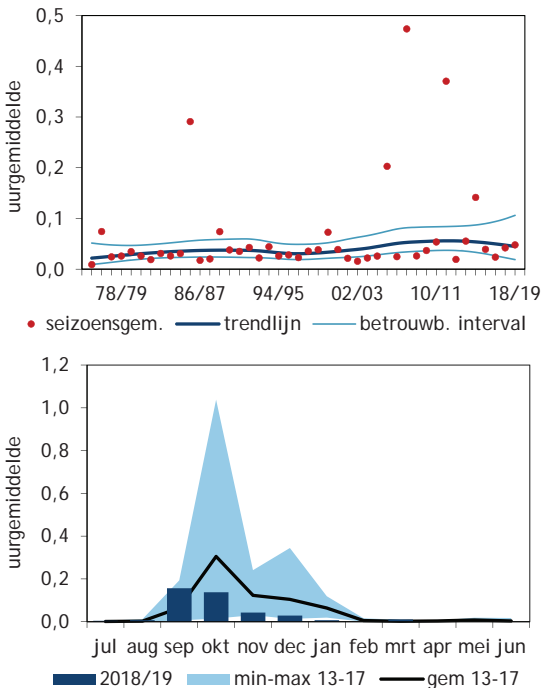 0,5
0,4
0,3
0,2
0,1
0,0
uurgemiddelde
78/79 86/87 94/95 02/03 10/11 18/19
seizoensgem. trendlijn betrouwb. interval
1,2
1,0
0,8
0,6
0,4
0,2
0,0
uurgemiddelde
jul aug sep okt nov dec jan feb mrt apr mei jun
2018/19 min-max 13-17 gem 13-17